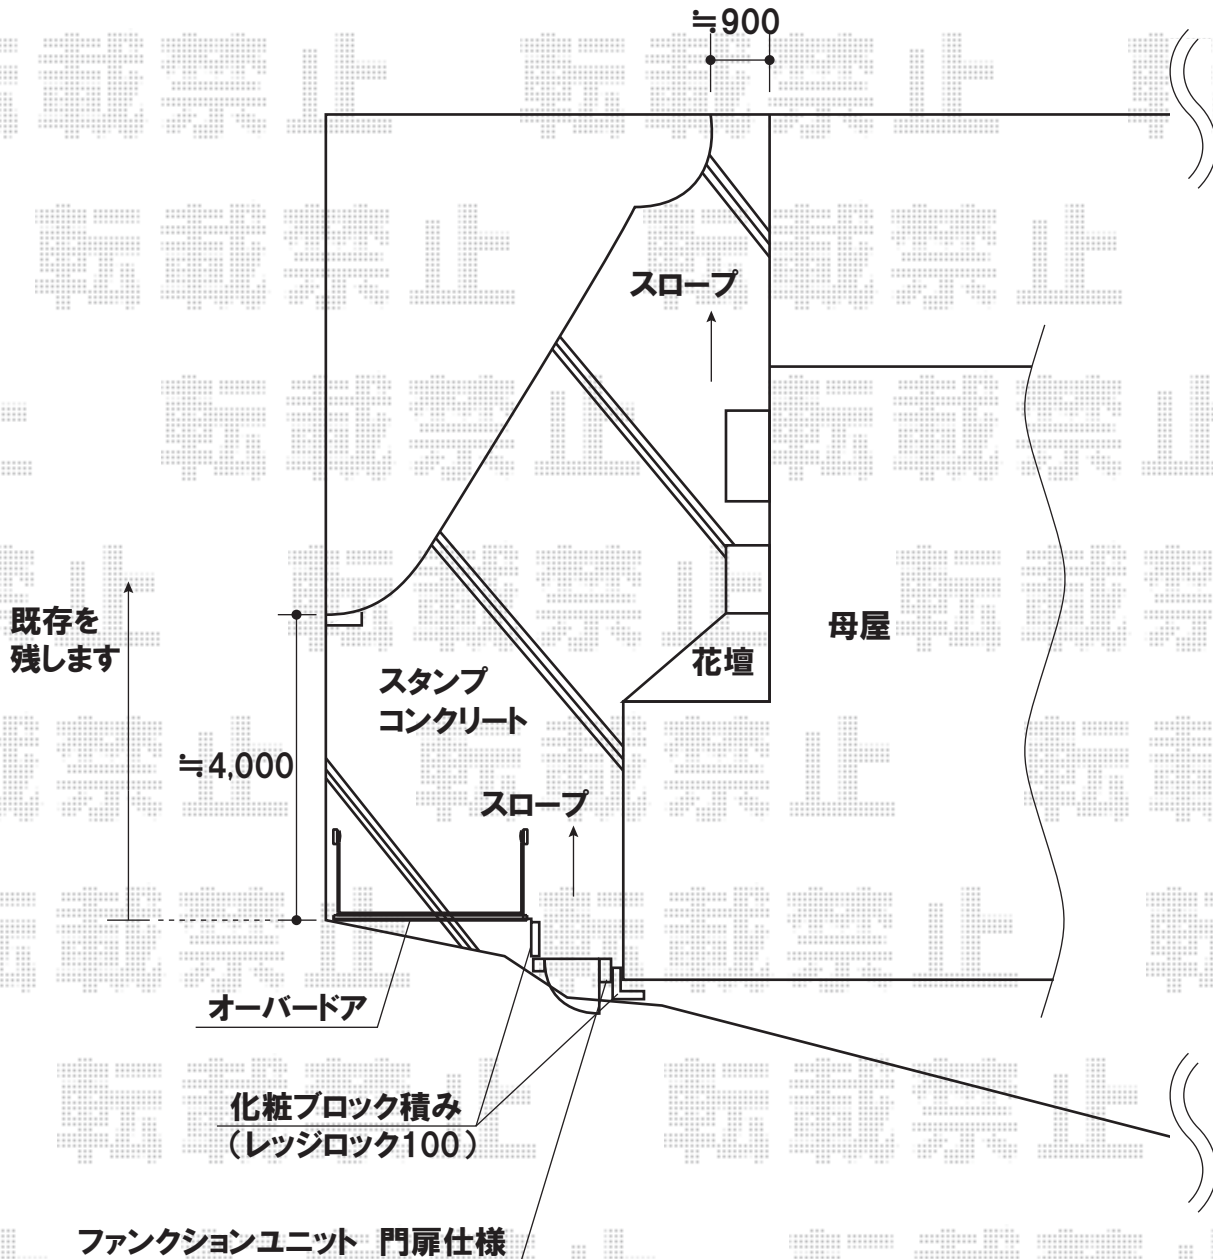 ≒900
スロープ
既存を
残します
母屋
花壇
スタンプ
コンクリート
≒4,000
スロープ
オーバードア
化粧ブロック積み
(レッジロック100)
ファンクションユニット 門扉仕様
転載禁止